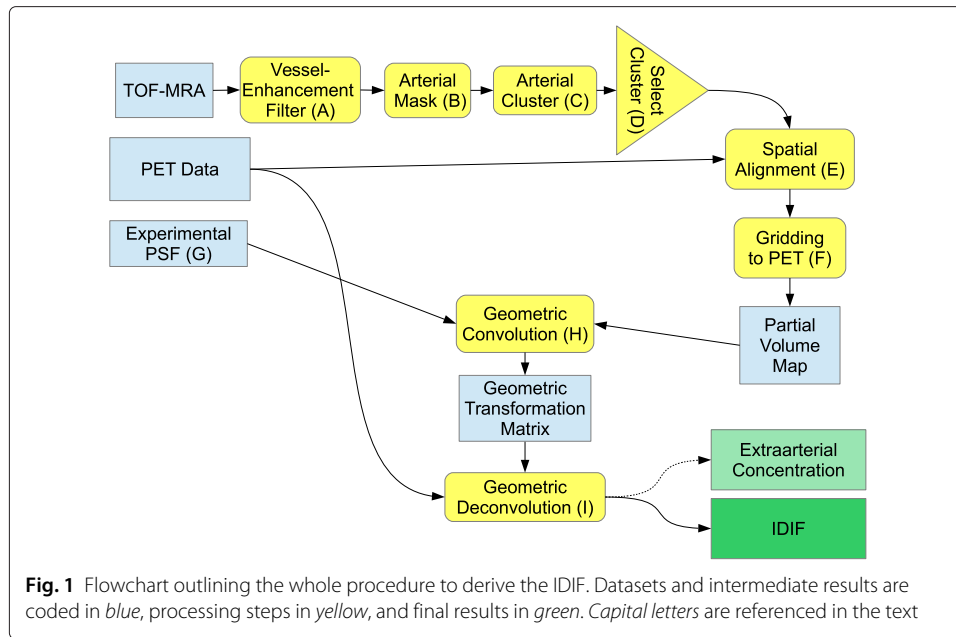 TOF-MRA
Vessel-
Enhancement
Filter (A)
Arterial
Mask (B)
Arterial
Cluster (C)
Select
Cluster (D)
PET Data
Spatial
Alignment (E)
Experimental
PSF (G)
Gridding
to PET (F)
Geometric
Convolution (H)
Partial
Volume
Map
Geometric
Transformation
Matrix
Extraarterial
Concentration
Geometric
Deconvolution (I)
IDIF
Fig. 1 Flowchart outlining the whole procedure to derive the IDIF. Datasets and intermediate results are
coded in blue, processing steps in yellow, and final results in green. Capital letters are referenced in the text